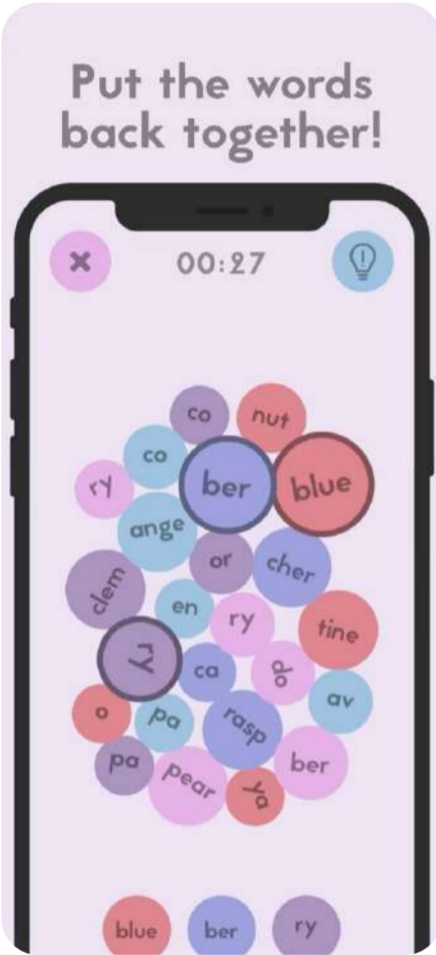 Put the words
back together!
00:27
co
nut
co
ry
ber
blue
ange
or
cher
clem
en
ry
tine
ry
ca
do
av
o
pa
rasp
pa
pear
ya
ber
blue
ber
ry